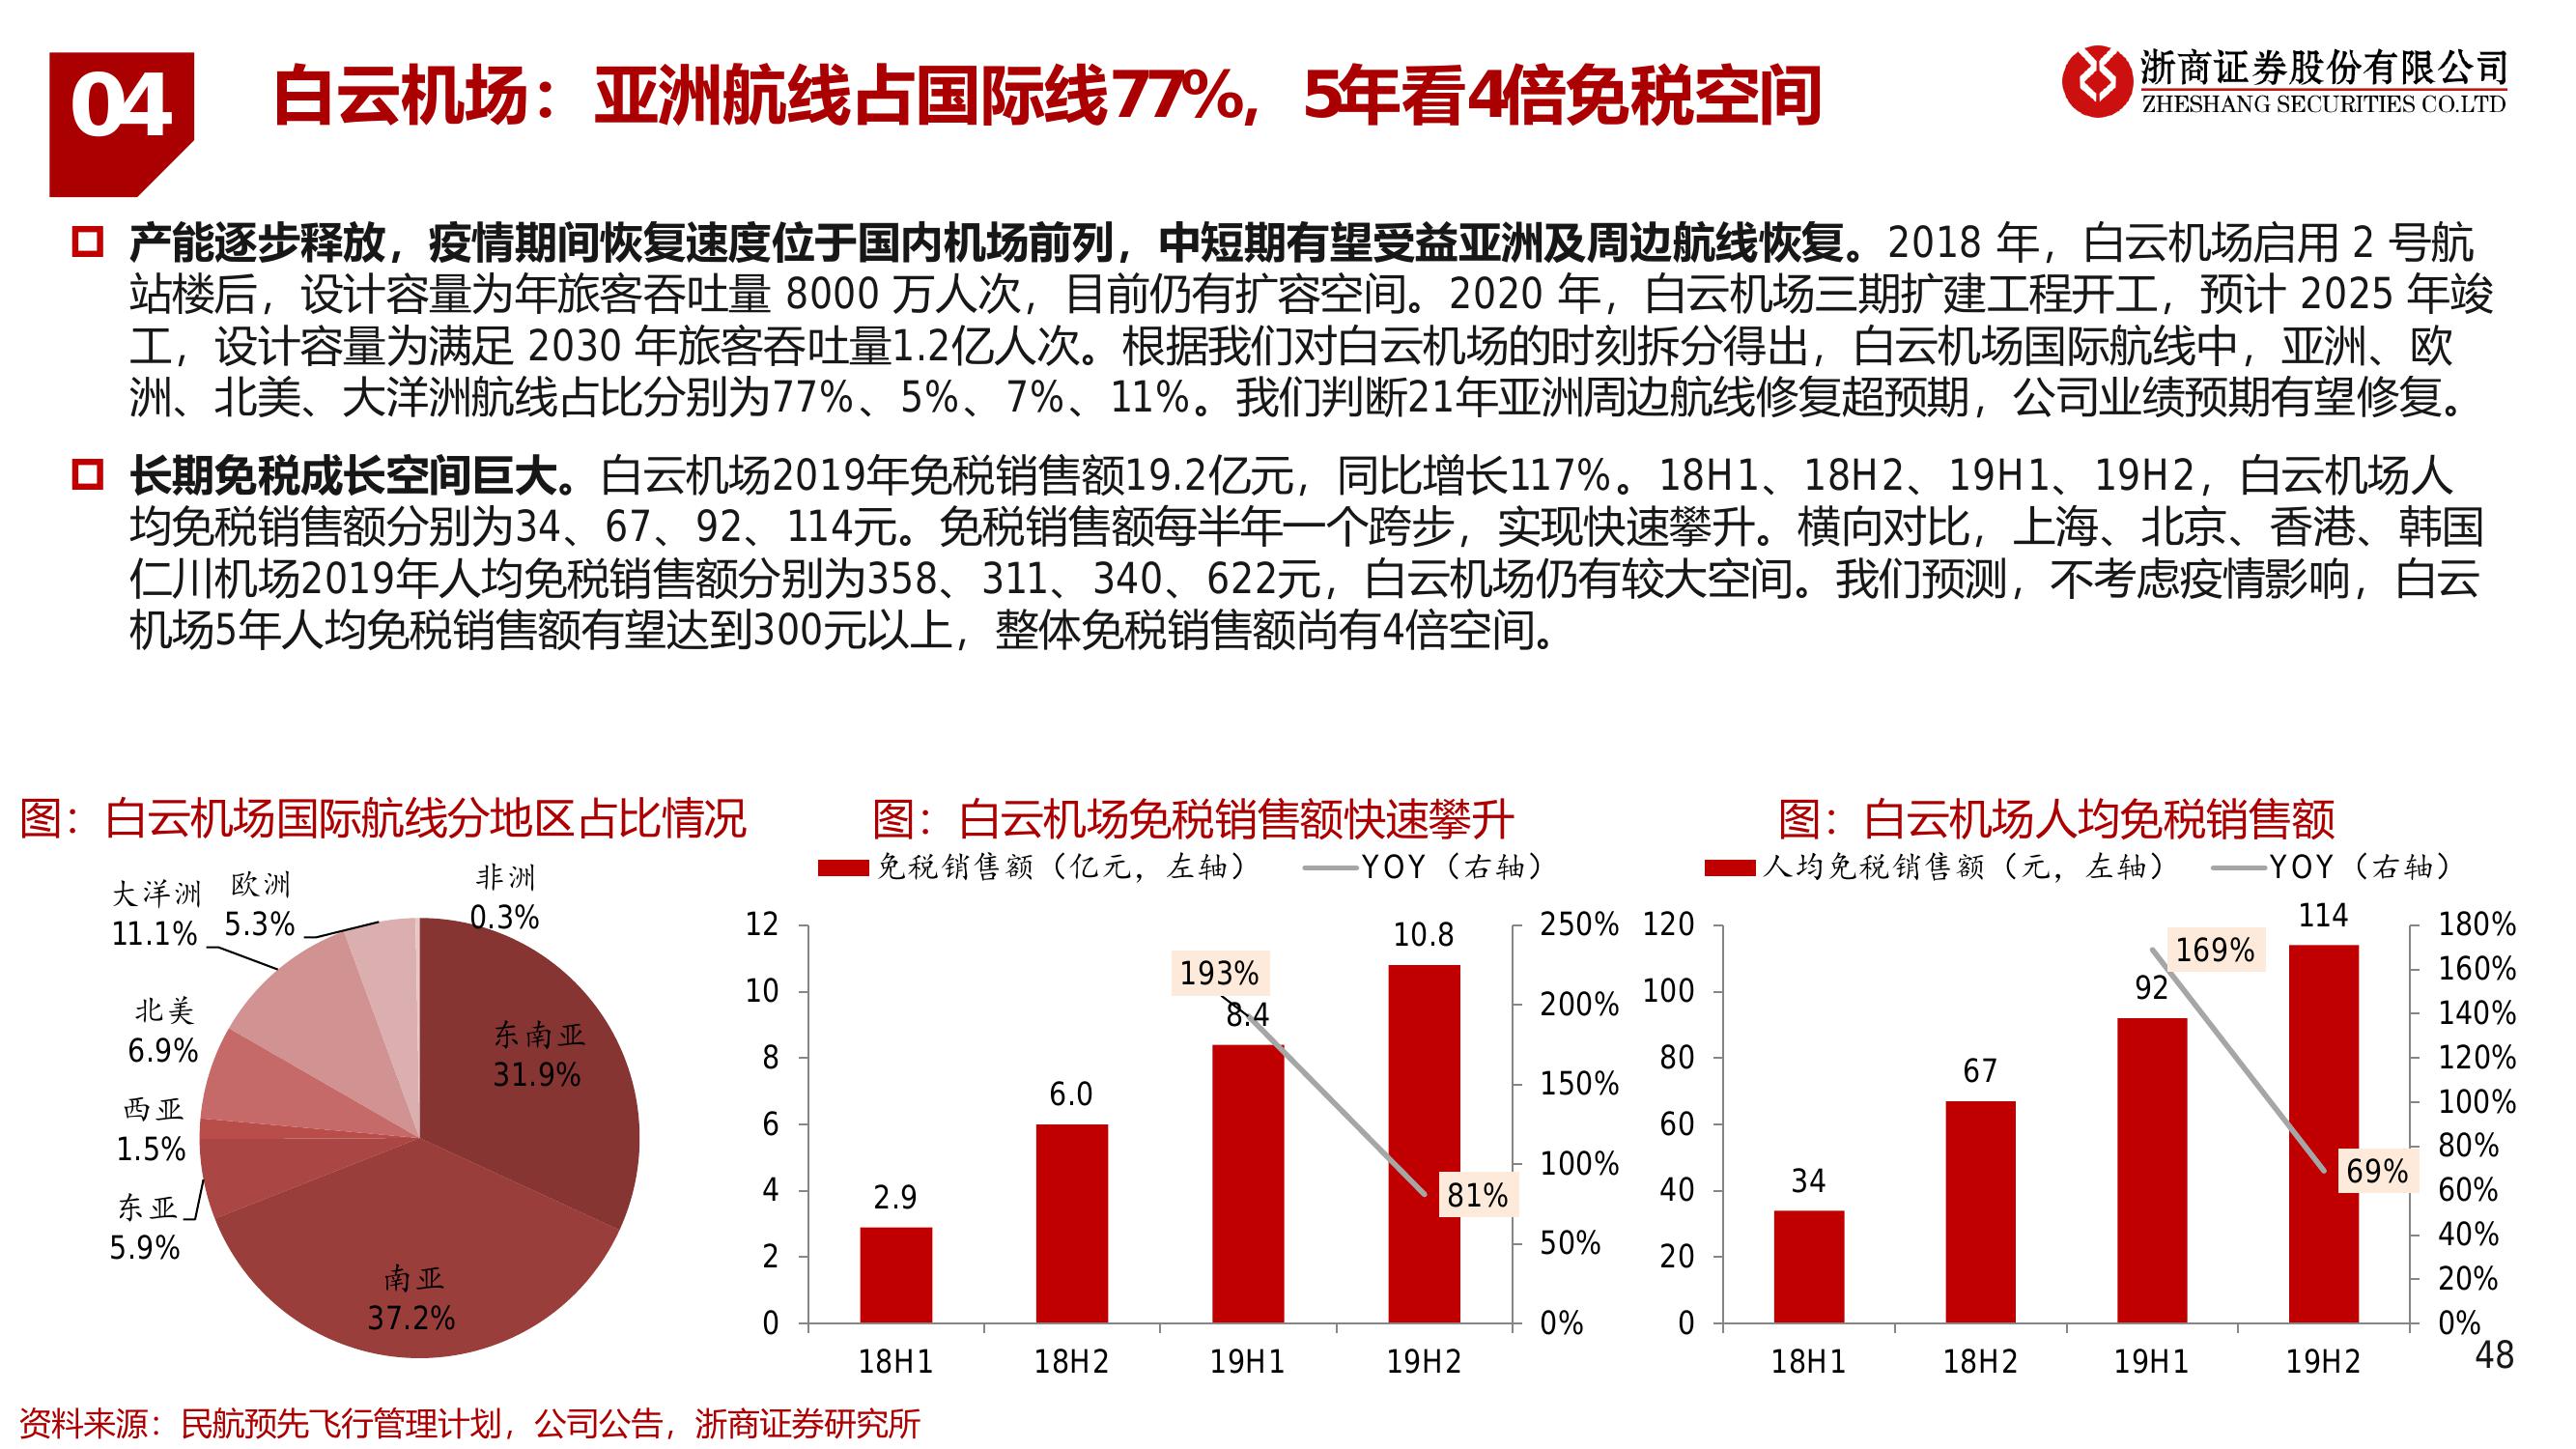 04
白云机场：亚洲航线占国际线77%，5年看4倍免税空间
浙商证券股份有限公司
ZHESHANG SECURITIES CO.LTD
产能逐步释放，疫情期间恢复速度位于国内机场前列，中短期有望受益亚洲及周边航线恢复。2018 年，白云机场启用 2 号航
站楼后，设计容量为年旅客吞吐量 8000 万人次，目前仍有扩容空间。2020 年，白云机场三期扩建工程开工，预计 2025 年竣
工，设计容量为满足 2030 年旅客吞吐量1.2亿人次。根据我们对白云机场的时刻拆分得出，白云机场国际航线中，亚洲、欧
洲、北美、大洋洲航线占比分别为77%、5%、7%、11%。我们判断21年亚洲周边航线修复超预期，公司业绩预期有望修复。
长期免税成长空间巨大。白云机场2019年免税销售额19.2亿元，同比增长117%。18H1、18H2、19H1、19H2，白云机场人
均免税销售额分别为34、67、92、114元。免税销售额每半年一个跨步，实现快速攀升。横向对比，上海、北京、香港、韩国
仁川机场2019年人均免税销售额分别为358、311、340、622元，白云机场仍有较大空间。我们预测，不考虑疫情影响，白云
机场5年人均免税销售额有望达到300元以上，整体免税销售额尚有4倍空间。
图：白云机场国际航线分地区占比情况
非洲
0.3%
欧洲
5.3%
大洋洲
11.1%
北美
6.9%
西亚
1.5%
东亚
5.9%
南亚
37.2%
东南亚
31.9%
图：白云机场免税销售额快速攀升
免税销售额（亿元，左轴）
YOY（右轴）
12
10
8
6
4
2
0
2.9
6.0
8.4
10.8
193%
81%
250%
200%
150%
100%
50%
0%
18H1
18H2
19H1
19H2
图：白云机场人均免税销售额
人均免税销售额（元，左轴）
YOY（右轴）
120
100
80
60
40
20
0
34
67
92
114
169%
69%
180%
160%
140%
120%
100%
80%
60%
40%
20%
0%
18H1
18H2
19H1
19H2
48
资料来源：民航预先飞行管理计划，公司公告，浙商证券研究所